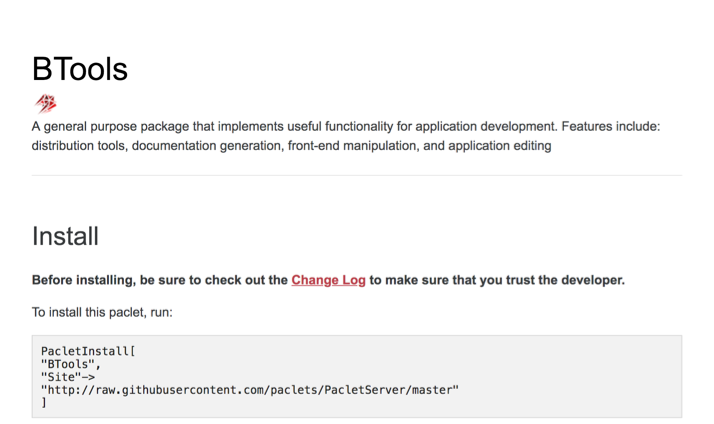 BTools
A general purpose package that implements useful functionality for application development. Features include:
distribution tools, documentation generation, front-end manipulation, and application editing
Install
Before installing, be sure to check out the Change Log to make sure that you trust the developer.
To install this paclet, run:
PacletInstall[
"BTools",
"Site"->
"http://raw.githubusercontent.com/paclets/PacletServer/master"
]